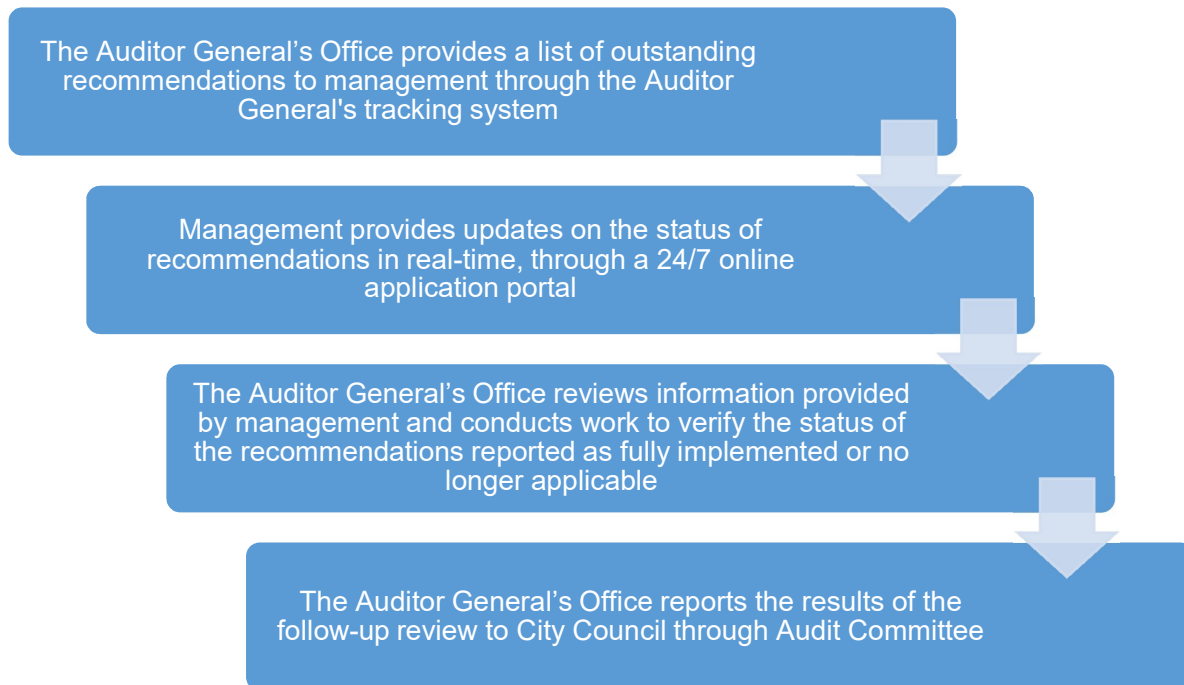 The Auditor General’s Office provides a list of outstanding
recommendations to management through the Auditor
General's tracking system
Management provides updates on the status of
recommendations in real-time, through a 24/7 online
application portal
The Auditor General’s Office reviews information provided
by management and conducts work to verify the status of
the recommendations reported as fully implemented or no
longer applicable
The Auditor General’s Office reports the results of the
follow-up review to City Council through Audit Committee